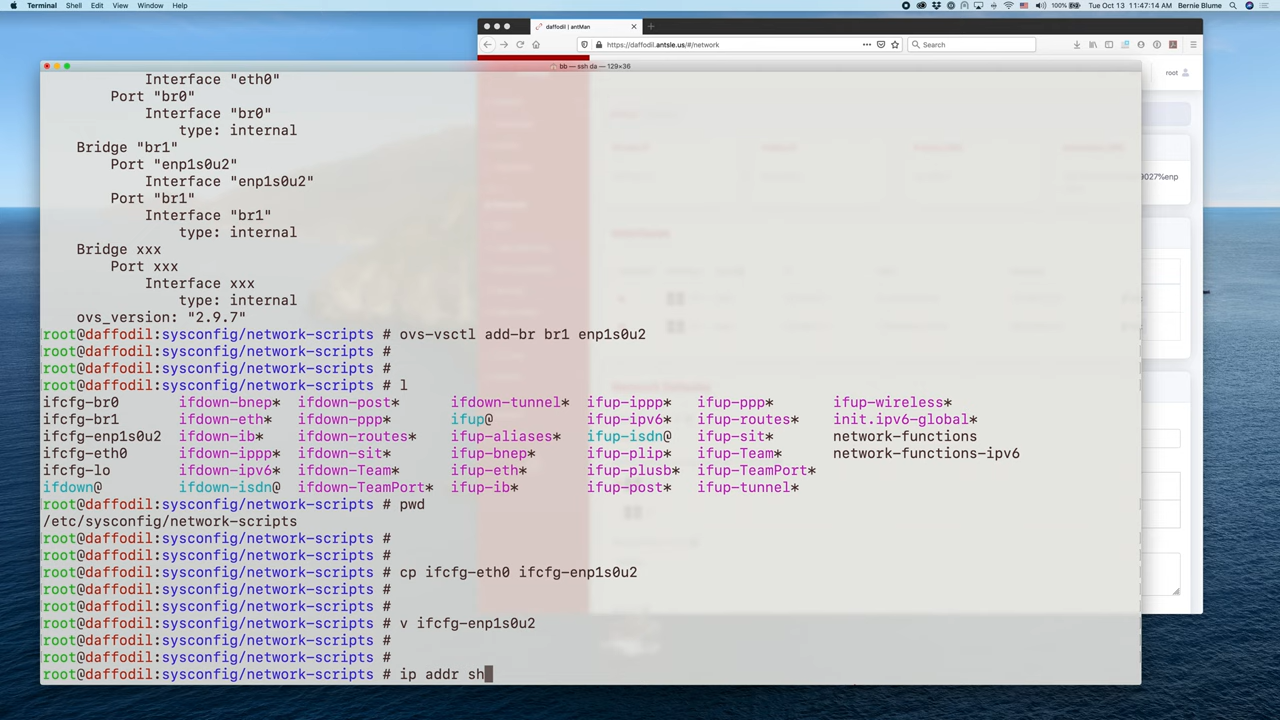 Terminal Shell Edit View Window Help
100% Tue Oct 13 11:47:14 AM Bernie Blume
daffodil | antMan
https://daffodil.antsle.us/#/network
Search
bb — ssh da — 129×36
root
Interface "eth0"
Port "br0"
Interface "br0"
type: internal
Bridge "br1"
Port "enp1s0u2"
Interface "enp1s0u2"
Port "br1"
Interface "br1"
type: internal
Bridge xxx
Port xxx
Interface xxx
type: internal
ovs_version: "2.9.7"
root@daffodil:sysconfig/network-scripts # ovs-vsctl add-br br1 enp1s0u2
root@daffodil:sysconfig/network-scripts #
root@daffodil:sysconfig/network-scripts #
root@daffodil:sysconfig/network-scripts # l
ifcfg-br0 ifdown-bnep* ifdown-post* ifdown-tunnel* ifup-ippp* ifup-ppp* ifup-wireless*
ifcfg-br1 ifdown-eth* ifdown-ppp* ifup@ ifup-ipv6* ifup-routes* init.ipv6-global*
ifcfg-enp1s0u2 ifdown-ib* ifdown-routes* ifup-aliases* ifup-isdn@ ifup-sit* network-functions
ifcfg-eth0 ifdown-ippp* ifdown-sit* ifup-bnep* ifup-plip* ifup-Team* network-functions-ipv6
ifcfg-lo ifdown-ipv6* ifdown-Team* ifup-eth* ifup-plusb* ifup-TeamPort*
ifdown@ ifdown-isdn@ ifdown-TeamPort* ifup-ib* ifup-post* ifup-tunnel*
root@daffodil:sysconfig/network-scripts # pwd
/etc/sysconfig/network-scripts
root@daffodil:sysconfig/network-scripts #
root@daffodil:sysconfig/network-scripts #
root@daffodil:sysconfig/network-scripts # cp ifcfg-eth0 ifcfg-enp1s0u2
root@daffodil:sysconfig/network-scripts #
root@daffodil:sysconfig/network-scripts #
root@daffodil:sysconfig/network-scripts # v ifcfg-enp1s0u2
root@daffodil:sysconfig/network-scripts #
root@daffodil:sysconfig/network-scripts #
root@daffodil:sysconfig/network-scripts # ip addr sh
9027%enp